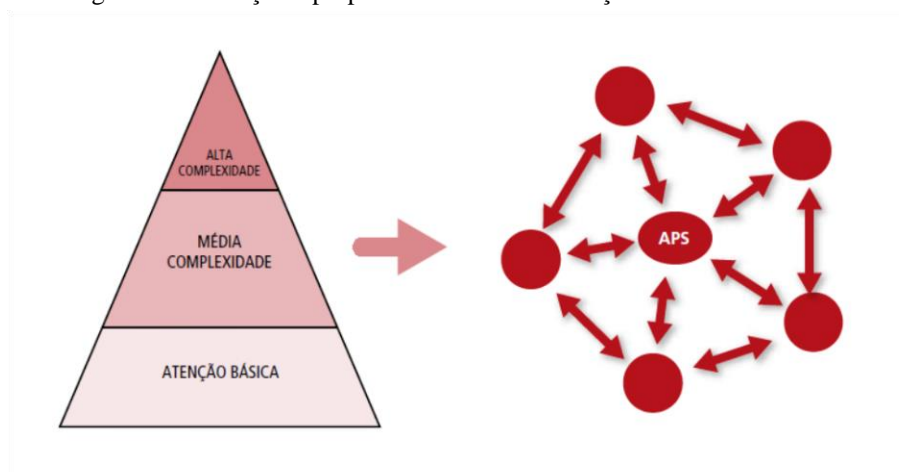 ALTA
COMPLEXIDADE
MÉDIA
COMPLEXIDADE
ATENÇÃO BÁSICA
APS